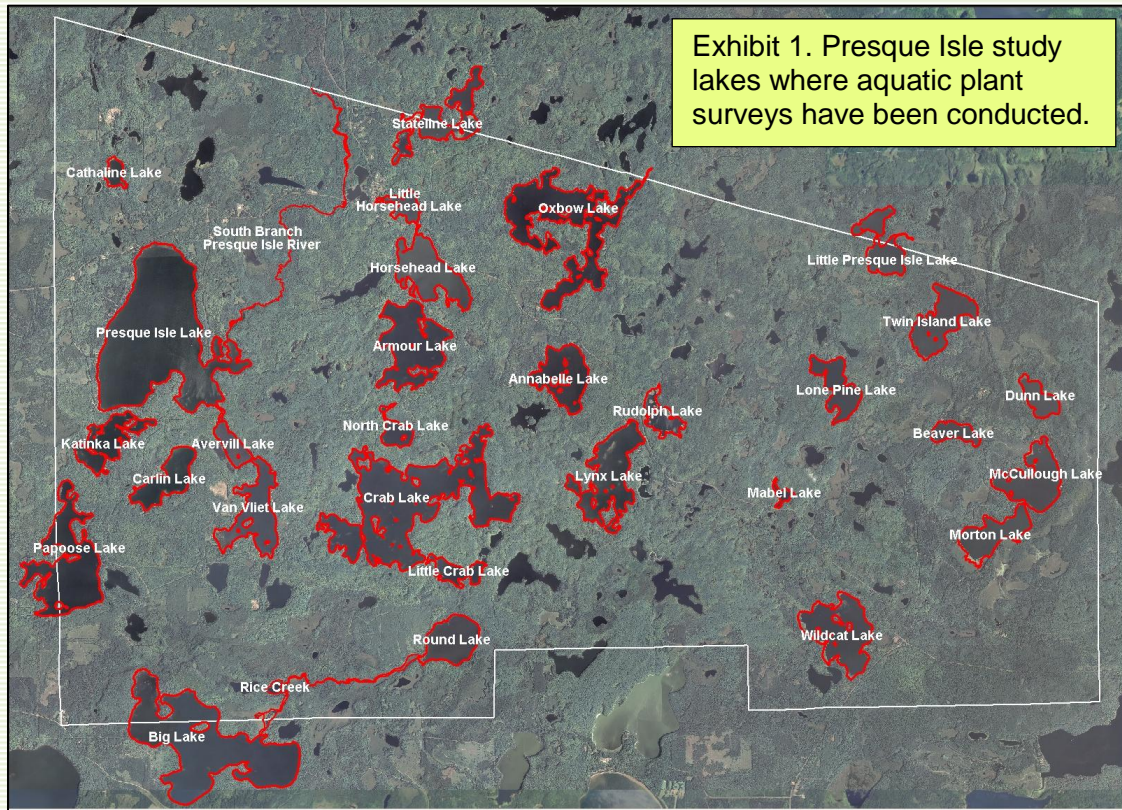 Exhibit 1. Presque Isle study
lakes where aquatic plant
surveys have been conducted.
Stateline Lake
Cathaline Lake
Little
Horsehead Lake
Oxbow Lake
South Branch
Presque Isle River
Little Presque Isle Lake
Horsehead Lake
Twin Island Lake
Presque Isle Lake
Armour Lake
Annabelle Lake
Lone Pine Lake
Dunn Lake
Rudolph Lake
North Crab Lake
Beaver Lake
Katinka Lake
Avervill Lake
Carlin Lake
Lynx Lake
McCullough Lake
Mabel Lake
Crab Lake
Van Vliet Lake
Morton Lake
Papoose Lake
Little Crab Lake
Wildcat Lake
Round Lake
Rice Creek
Big Lake